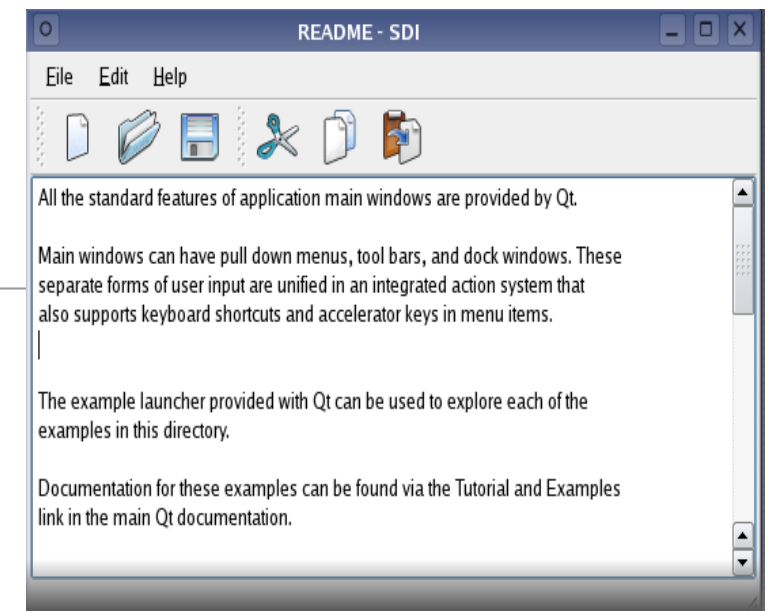 README - SDI
File Edit Help
All the standard features of application main windows are provided by Qt.
Main windows can have pull down menus, tool bars, and dock windows. These
separate forms of user input are unified in an integrated action system that
also supports keyboard shortcuts and accelerator keys in menu items.
The example launcher provided with Qt can be used to explore each of the
examples in this directory.
Documentation for these examples can be found via the Tutorial and Examples
link in the main Qt documentation.